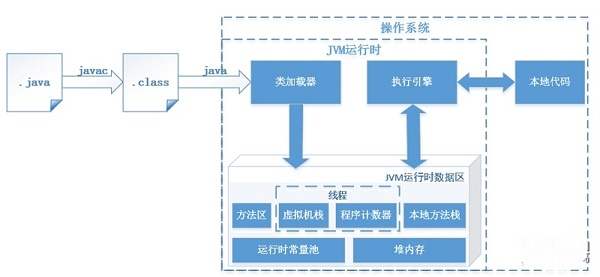 操作系统
JVM运行时
.java
javac
.class
java
类加载器
执行引擎
本地代码
JVM运行时数据区
线程
方法区
虚拟机栈
程序计数器
本地方法栈
运行时常量池
堆内存